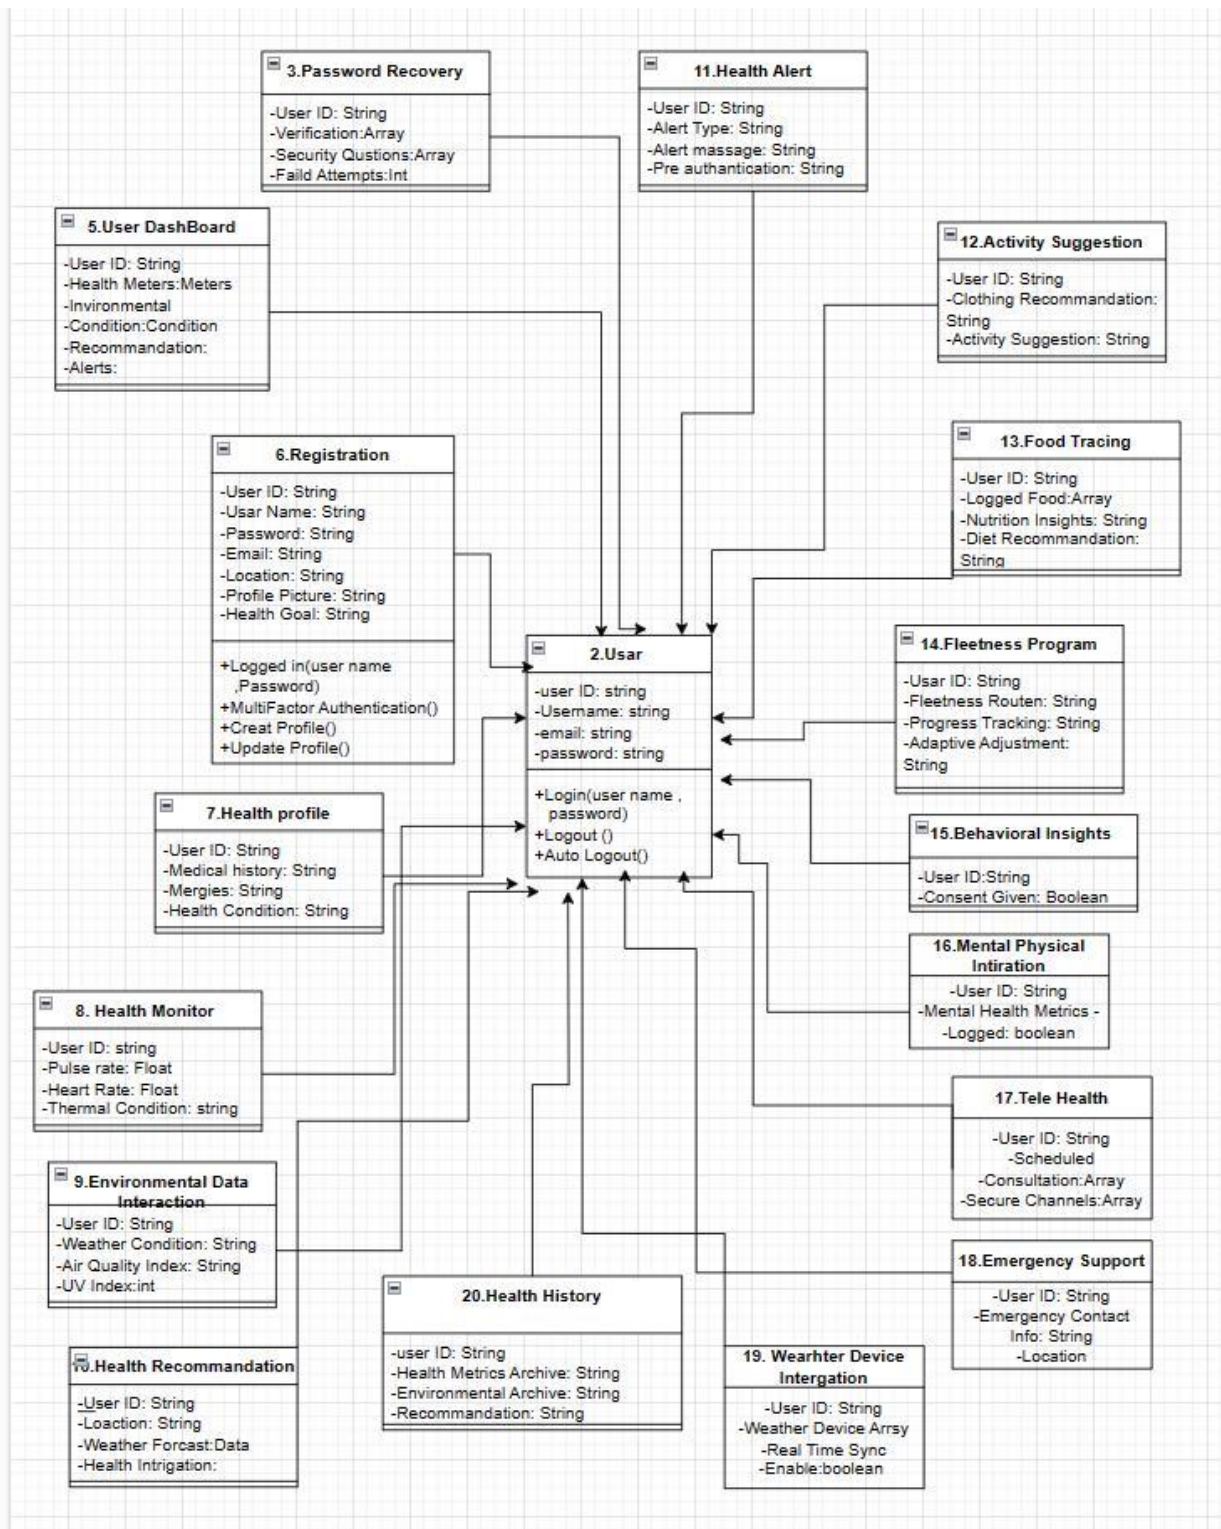 3.Password Recovery
-User ID: String
-Verification:Array
-Security Qustions:Array
-Faild Attempts:Int
11.Health Alert
-User ID: String
-Alert Type: String
-Alert massage: String
-Pre authantication: String
5.User DashBoard
-User ID: String
-Health Meters:Meters
-Invironmental
-Condition:Condition
-Recommandation:
-Alerts:
12.Activity Suggestion
-User ID: String
-Clothing Recommandation:
String
-Activity Suggestion: String
6.Registration
-User ID: String
-Usar Name: String
-Password: String
-Email: String
-Location: String
-Profile Picture: String
-Health Goal: String
+Logged in(user name
,Password)
+MultiFactor Authentication()
+Creat Profile()
+Update Profile()
13.Food Tracing
-User ID: String
-Logged Food:Array
-Nutrition Insights: String
-Diet Recommandation:
String
2.Usar
-user ID: string
-Username: string
-email: string
-password: string
+Login(user name ,
password)
+Logout ()
+Auto Logout()
14.Fleetness Program
-Usar ID: String
-Fleetness Routen: String
-Progress Tracking: String
-Adaptive Adjustment:
String
7.Health profile
-User ID: String
-Medical history: String
-Mergies: String
-Health Condition: String
15.Behavioral Insights
-User ID:String
-Consent Given: Boolean
16.Mental Physical
Intiration
-User ID: String
-Mental Health Metrics -
-Logged: boolean
8. Health Monitor
-User ID: string
-Pulse rate: Float
-Heart Rate: Float
-Thermal Condition: string
17.Tele Health
-User ID: String
-Scheduled
-Consultation:Array
-Secure Channels:Array
9.Environmental Data
Interaction
-User ID: String
-Weather Condition: String
-Air Quality Index: String
-UV Index:int
18.Emergency Support
-User ID: String
-Emergency Contact
Info: String
-Location
20.Health History
-user ID: String
-Health Metrics Archive: String
-Environmental Archive: String
-Recommandation: String
10.Health Recommandation
-User ID: String
-Loaction: String
-Weather Forcast:Data
-Health Intrigation:
19. Wearhter Device
Intergation
-User ID: String
-Weather Device Arrsy
-Real Time Sync
-Enable:boolean